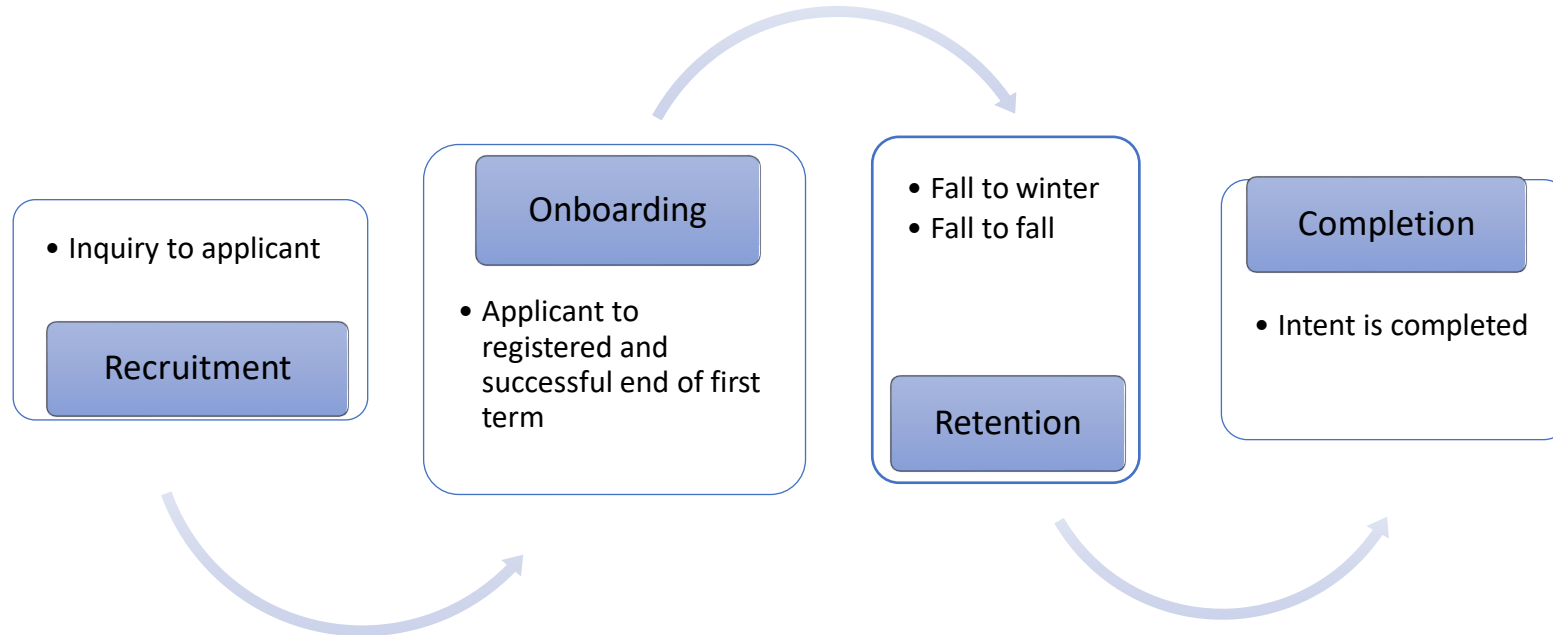 • Inquiry to applicant
Recruitment
Onboarding
• Applicant to
registered and
successful end of first
term
• Fall to winter
• Fall to fall
Retention
Completion
• Intent is completed